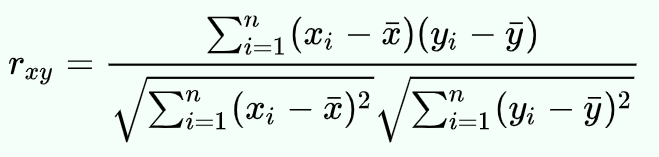 r_{xy} = \frac{\sum_{i=1}^{n}(x_i - \bar{x})(y_i - \bar{y})}{\sqrt{\sum_{i=1}^{n}(x_i - \bar{x})^2}\sqrt{\sum_{i=1}^{n}(y_i - \bar{y})^2}}